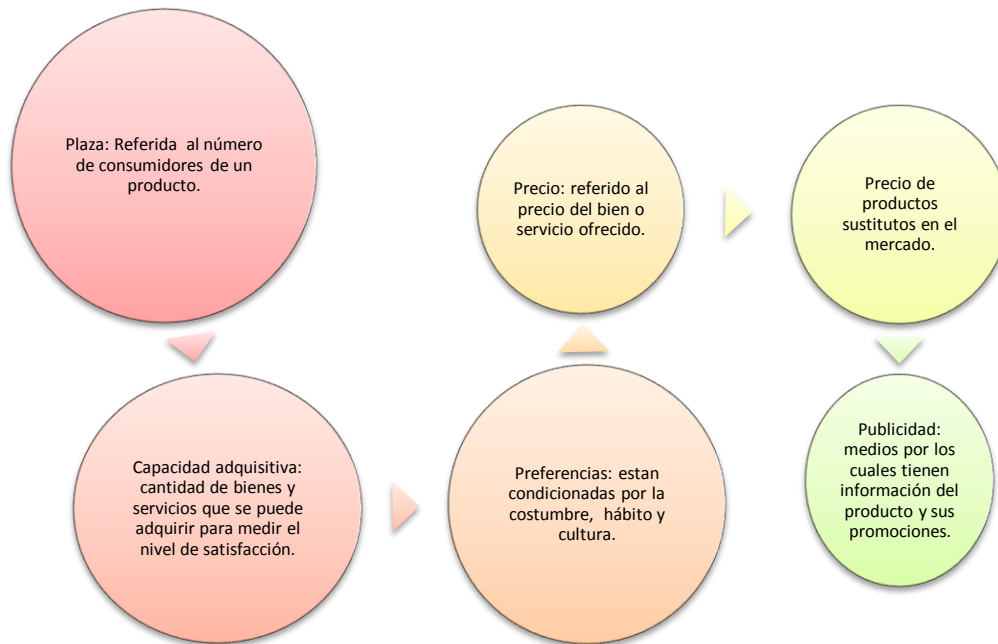 Plaza: Referida al número
de consumidores de un
producto.
Capacidad adquisitiva:
cantidad de bienes y
servicios que se puede
adquirir para medir el
nivel de satisfacción.
Preferencias: estan
condicionadas por la
costumbre, hábito y
cultura.
Precio: referido al
precio del bien o
servicio ofrecido.
Precio de
productos
sustitutos en el
mercado.
Publicidad:
medios por los
cuales tienen
información del
producto y sus
promociones.